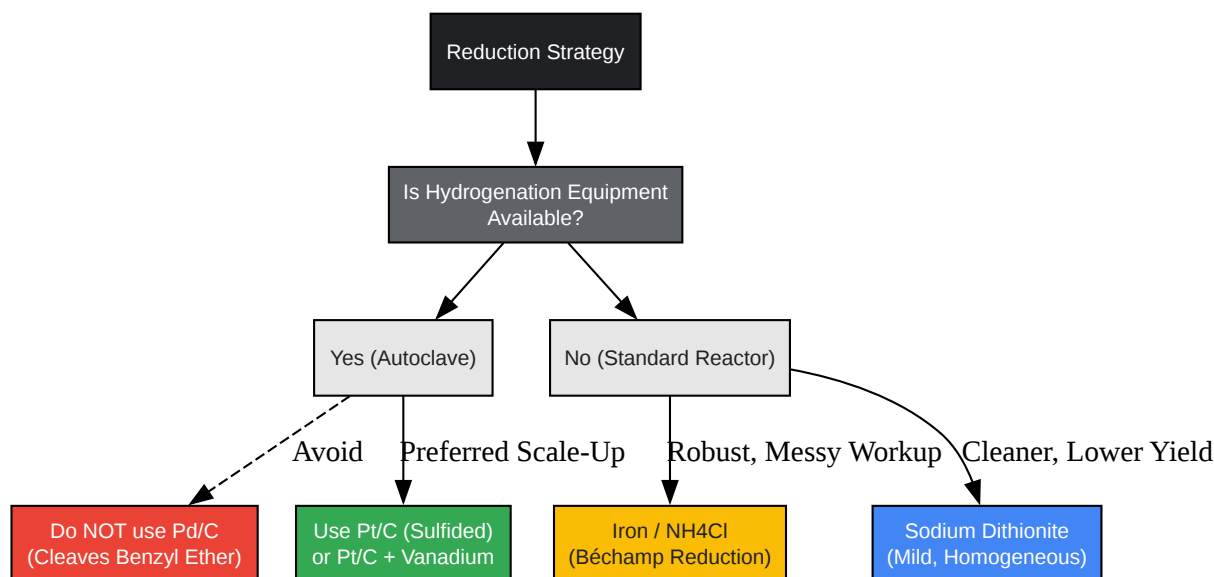 Reduction Strategy
Is Hydrogenation Equipment
Available?
Yes (Autoclave)
No (Standard Reactor)
Avoid
Preferred Scale-Up
Robust, Messy Workup
Cleaner, Lower Yield
Do NOT use Pd/C
(Cleaves Benzyl Ether)
Use Pt/C (Sulfided)
or Pt/C + Vanadium
Iron / NH4Cl
(Béchamp Reduction)
Sodium Dithionite
(Mild, Homogeneous)